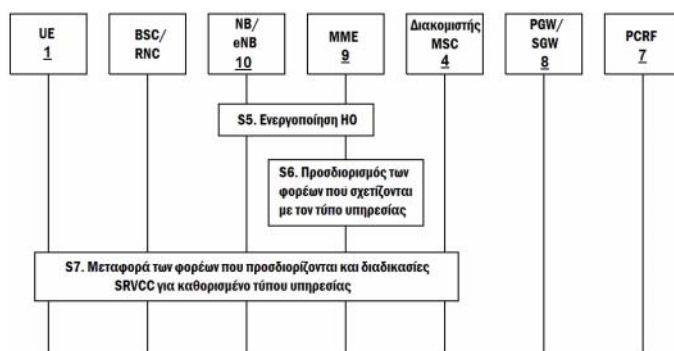 UE
1
BSC/
RNC
NB/
eNB
10
MME
9
Διακομιστής
MSC
4
PGW/
SGW
8
PCRF
7
S5. Ενεργοποίηση HO
S6. Προσδιορισμός των
φορέων που σχετίζονται
με τον τύπο υπηρεσίας
S7. Μεταφορά των φορέων που προσδιορίζονται και διαδικασίες
SRVCC για καθορισμένο τύπου υπηρεσίας